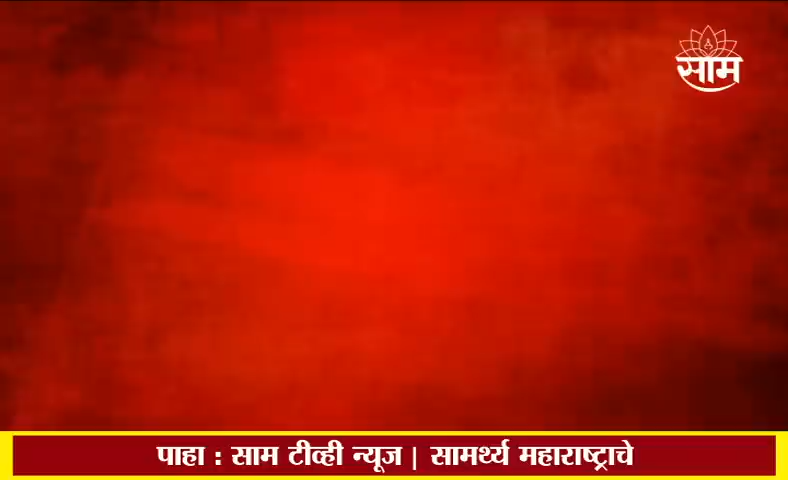 साम
पाहा : साम टीव्ही न्यूज | सामर्थ्य महाराष्ट्राचे